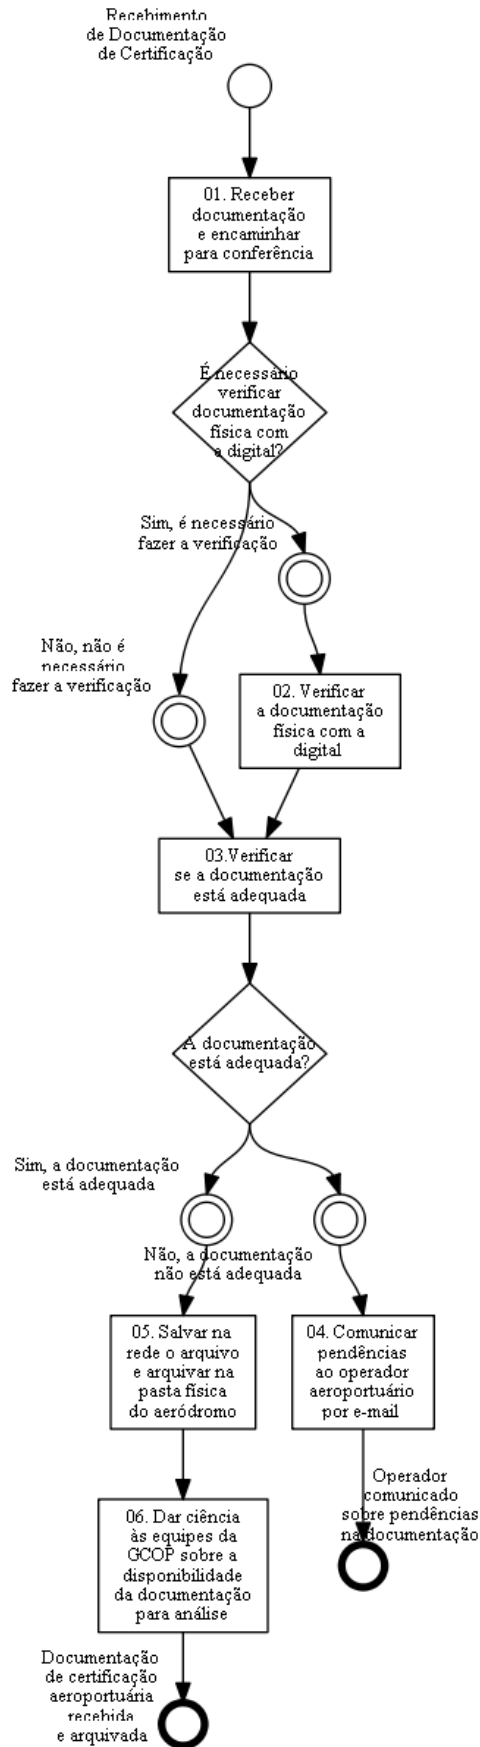 Recebimento
de Documentação
de Certificação
01. Receber
documentação
e encaminhar
para conferência
É necessário
verificar
documentação
física com
a digital?
Sim, é necessário
fazer a verificação
Não, não é
necessário
fazer a verificação
02. Verificar
a documentação
física com a
digital
03.Verificar
se a documentação
está adequada
A documentação
está adequada?
Sim, a documentação
está adequada
Não, a documentação
não está adequada
05. Salvar na
rede o arquivo
e arquivar na
pasta física
do aeródromo
04. Comunicar
pendências
ao operador
aeroportuário
por e-mail
Operador
comunicado
sobre pendências
na documentação
06. Dar ciência
às equipes da
GCOP sobre a
disponibilidade
da documentação
para análise
Documentação
de certificação
aeroportuária
recebida
e arquivada